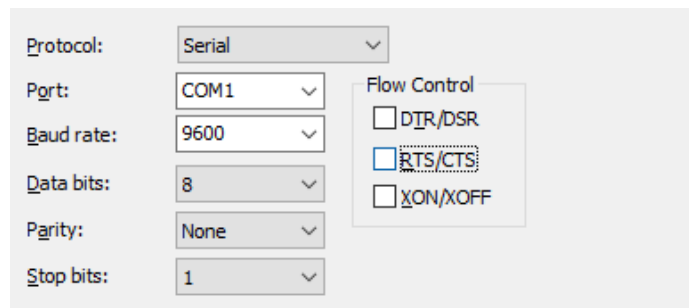 Protocol: Serial
Port: COM1
Baud rate: 9600
Data bits: 8
Parity: None
Stop bits: 1
Flow Control
DTR/DSR
RTS/CTS
XON/XOFF